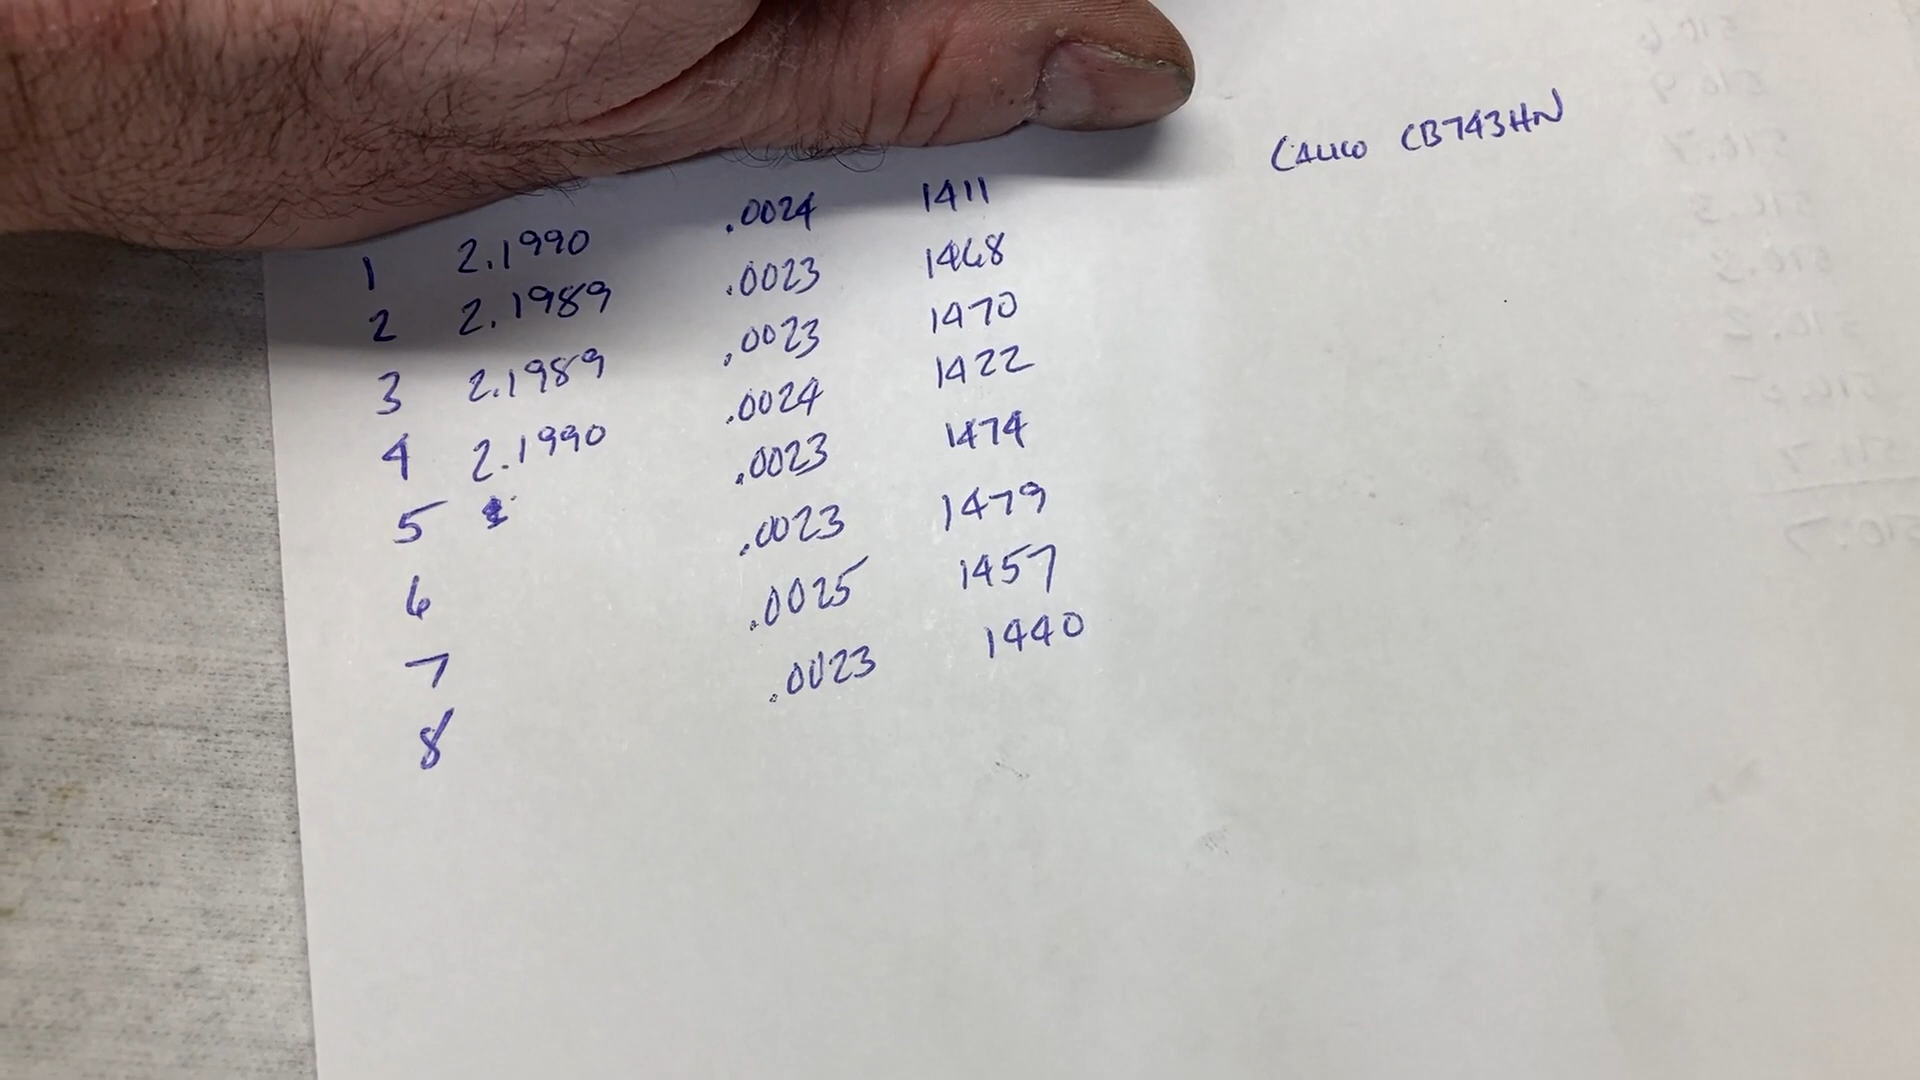 CALICO CB743HN
1 2.1990 .0024 1411
2 2.1989 .0023 1468
3 2.1989 .0023 1470
4 2.1990 .0024 1422
5 .0023 1474
6 .0023 1479
7 .0025 1457
8 .0023 1440